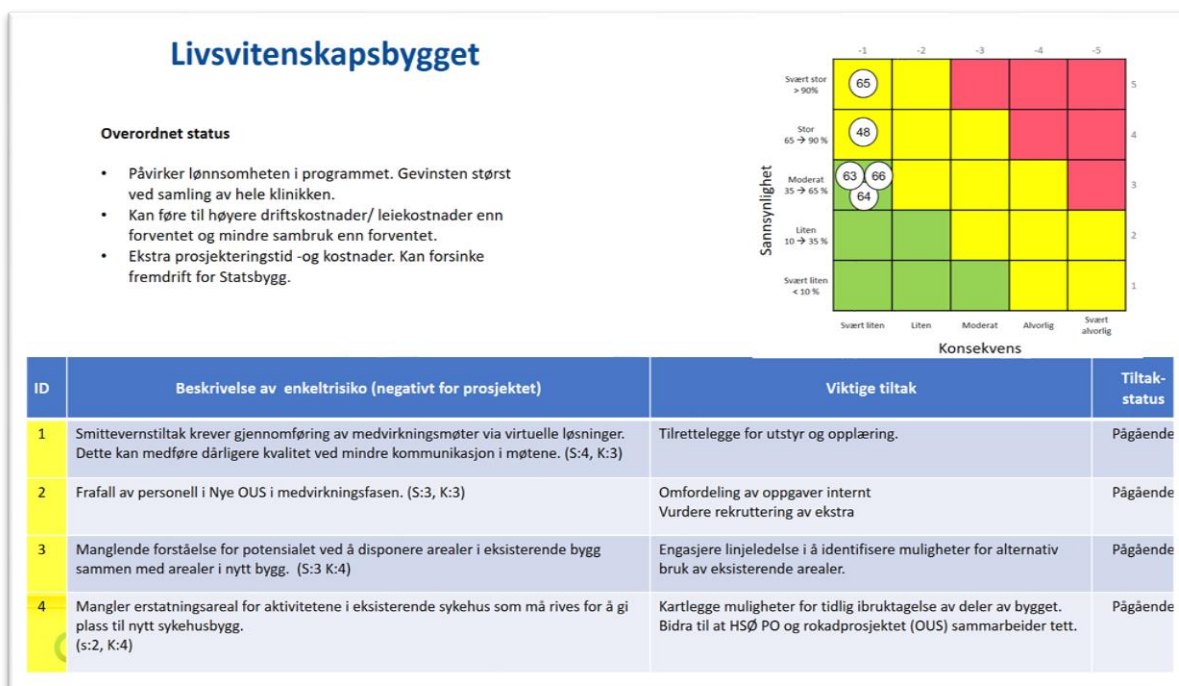 Livsvitenskapsbygget
Overordnet status
• Påvirker lønnsomheten i programmet. Gevinsten størst
ved samling av hele klinikken.
• Kan føre til høyere driftskostnader/ leiekostnader enn
forventet og mindre sambruk enn forventet.
• Ekstra prosjekteringstid -og kostnader. Kan forsinke
fremdrift for Statsbygg.
-1 -2 -3 -4 -5
Sannsynlighet
Svært stor
> 90%
65
5
Stor
65 → 90 %
48
4
Moderat
35 → 65 %
63 66
64
3
Liten
10 → 35 %
2
Svært liten
< 10 %
1
Svært liten Liten Moderat Alvorlig Svært
alvorlig
Konsekvens
ID Beskrivelse av enkeltrisiko (negativt for prosjektet) Viktige tiltak Tiltak-
status
1 Smittevernstiltak krever gjennomføring av medvirkningsmøter via virtuelle løsninger. Tilrettelegge for utstyr og opplæring. Pågående
Dette kan medføre dårligere kvalitet ved mindre kommunikasjon i møtene. (S:4, K:3)
2 Frafall av personell i Nye OUS i medvirkningsfasen. (S:3, K:3) Omfordeling av oppgaver internt Pågående
Vurdere rekruttering av ekstra
3 Manglende forståelse for potensialet ved å disponere arealer i eksisterende bygg Engasjere linjeledelse i å identifisere muligheter for alternativ Pågående
sammen med arealer i nytt bygg. (S:3 K:4) bruk av eksisterende arealer.
4 Mangler erstatningsareal for aktivitetene i eksisterende sykehus som må rives for å gi Kartlegge muligheter for tidlig ibruktagelse av deler av bygget. Pågående
plass til nytt sykehusbygg. Bidra til at HSØ PO og rokadprosjektet (OUS) sammarbeider tett.
(s:2, K:4)